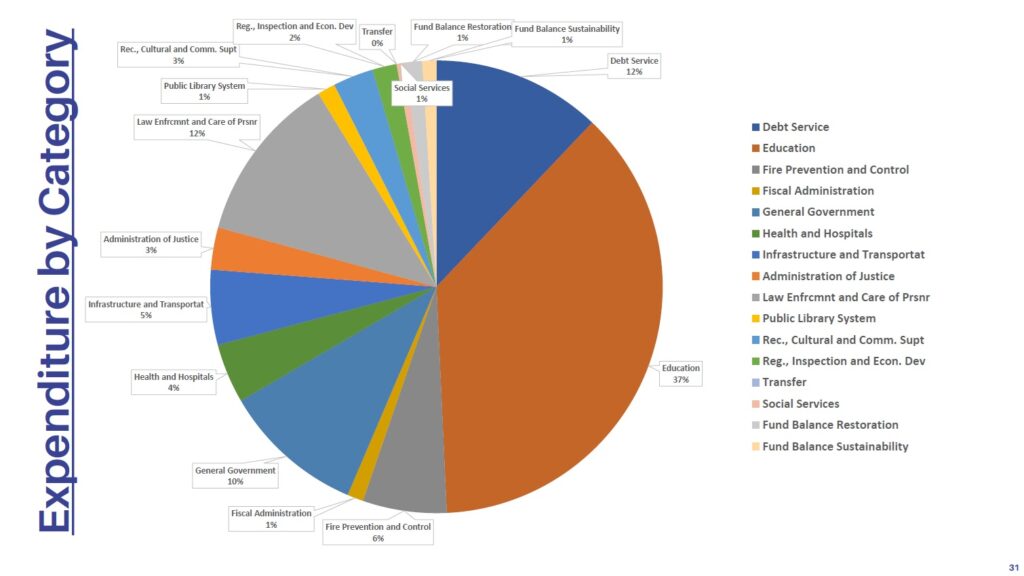 Expenditure by Category
Reg., Inspection and Econ. Dev
2%
Transfer
0%
Fund Balance Restoration
1%
Fund Balance Sustainability
1%
Rec., Cultural and Comm. Supt
3%
Debt Service
12%
Public Library System
1%
Social Services
1%
Law Enfrcmnt and Care of Prsnr
12%
Administration of Justice
3%
Infrastructure and Transportat
5%
Education
37%
Health and Hospitals
4%
General Government
10%
Fiscal Administration
1%
Fire Prevention and Control
6%
Debt Service
Education
Fire Prevention and Control
Fiscal Administration
General Government
Health and Hospitals
Infrastructure and Transportat
Administration of Justice
Law Enfrcmnt and Care of Prsnr
Public Library System
Rec., Cultural and Comm. Supt
Reg., Inspection and Econ. Dev
Transfer
Social Services
Fund Balance Restoration
Fund Balance Sustainability
31